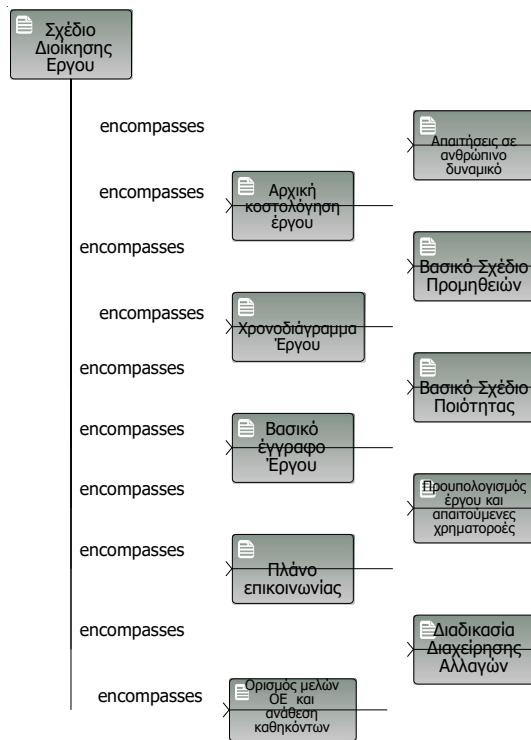 Σχέδιο
Διοίκησης
Εργου
encompasses
Απαιτήσεις σε
ανθρώπινο
δυναμικό
encompasses
Αρχική
κοστολόγηση
έργου
encompasses
Βασικό Σχέδιο
Προμηθειών
encompasses
Χρονοδιάγραμμα
Έργου
encompasses
Βασικό Σχέδιο
Ποιότητας
encompasses
Βασικό
έγγραφο
Έργου
encompasses
Προυπολογισμός
έργου και
απαιτούμενες
χρηματοροές
encompasses
Πλάνο
επικοινωνίας
encompasses
Διαδικασία
Διαχείρησης
Αλλαγών
encompasses
Ορισμός μελών
ΟΕ και
ανάθεση
καθηκόντων